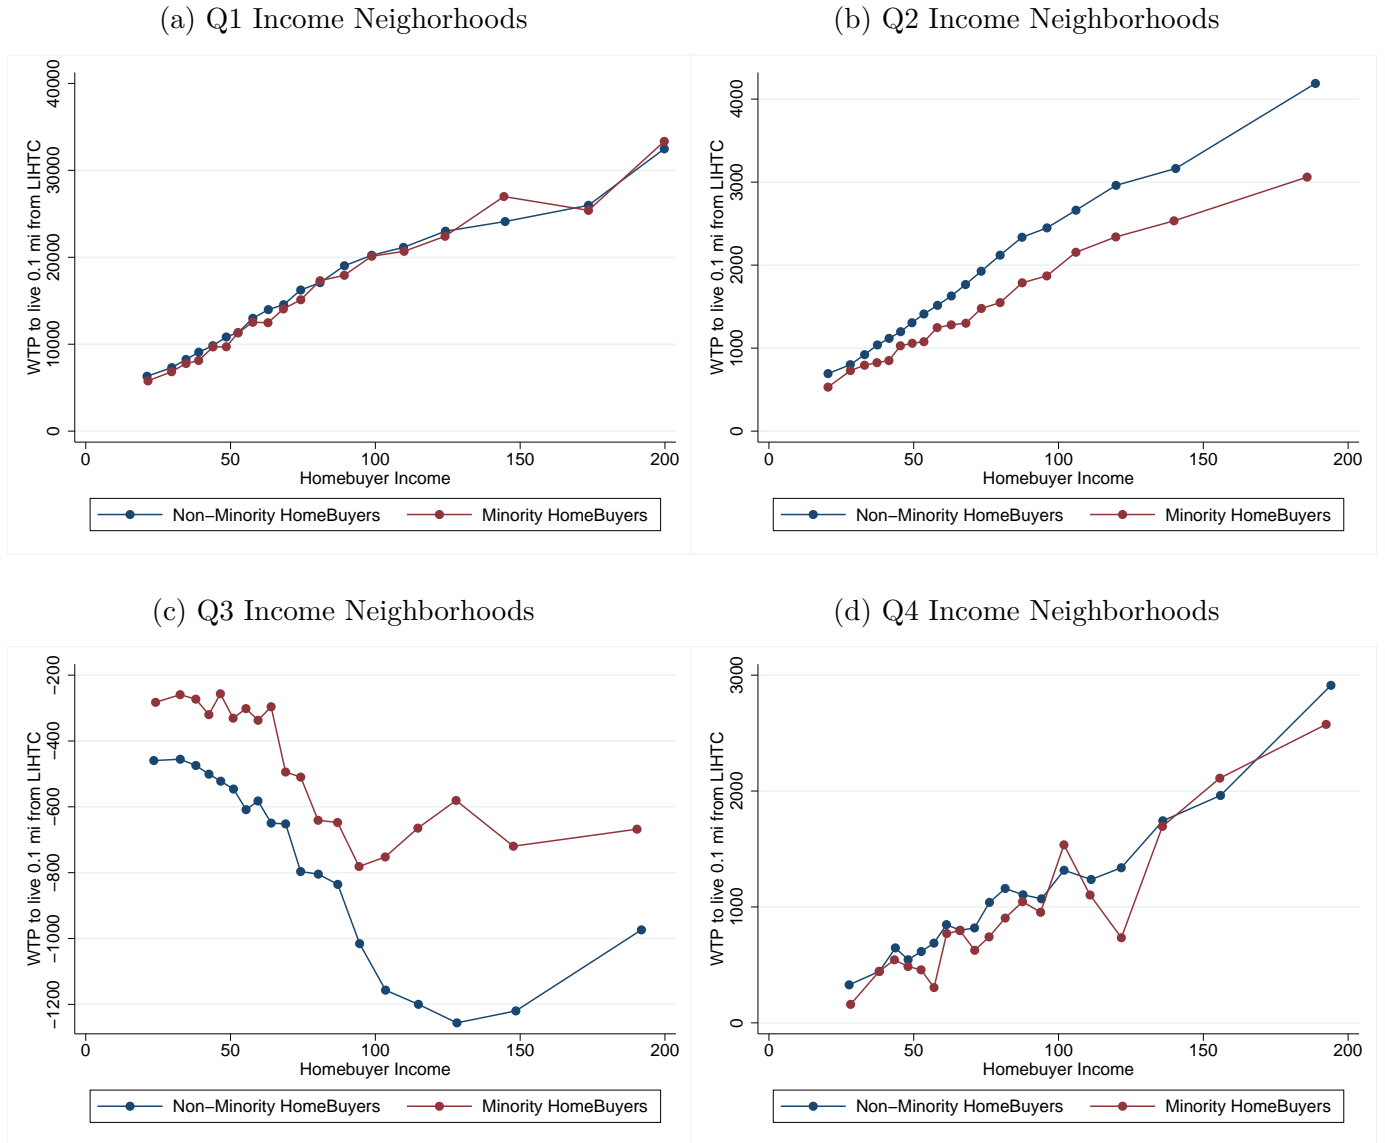 (a) Q1 Income Neighorhoods
(b) Q2 Income Neighborhoods
WTP to live 0.1 mi from LIHTC
40000
30000
20000
10000
0
0 50 100 150 200
Homebuyer Income
Non−Minority HomeBuyers Minority HomeBuyers
WTP to live 0.1 mi from LIHTC
4000
3000
2000
1000
0
0 50 100 150 200
Homebuyer Income
Non−Minority HomeBuyers Minority HomeBuyers
(c) Q3 Income Neighborhoods
(d) Q4 Income Neighborhoods
WTP to live 0.1 mi from LIHTC
−200
−400
−600
−800
−1000
−1200
0 50 100 150 200
Homebuyer Income
Non−Minority HomeBuyers Minority HomeBuyers
WTP to live 0.1 mi from LIHTC
3000
2000
1000
0
0 50 100 150 200
Homebuyer Income
Non−Minority HomeBuyers Minority HomeBuyers